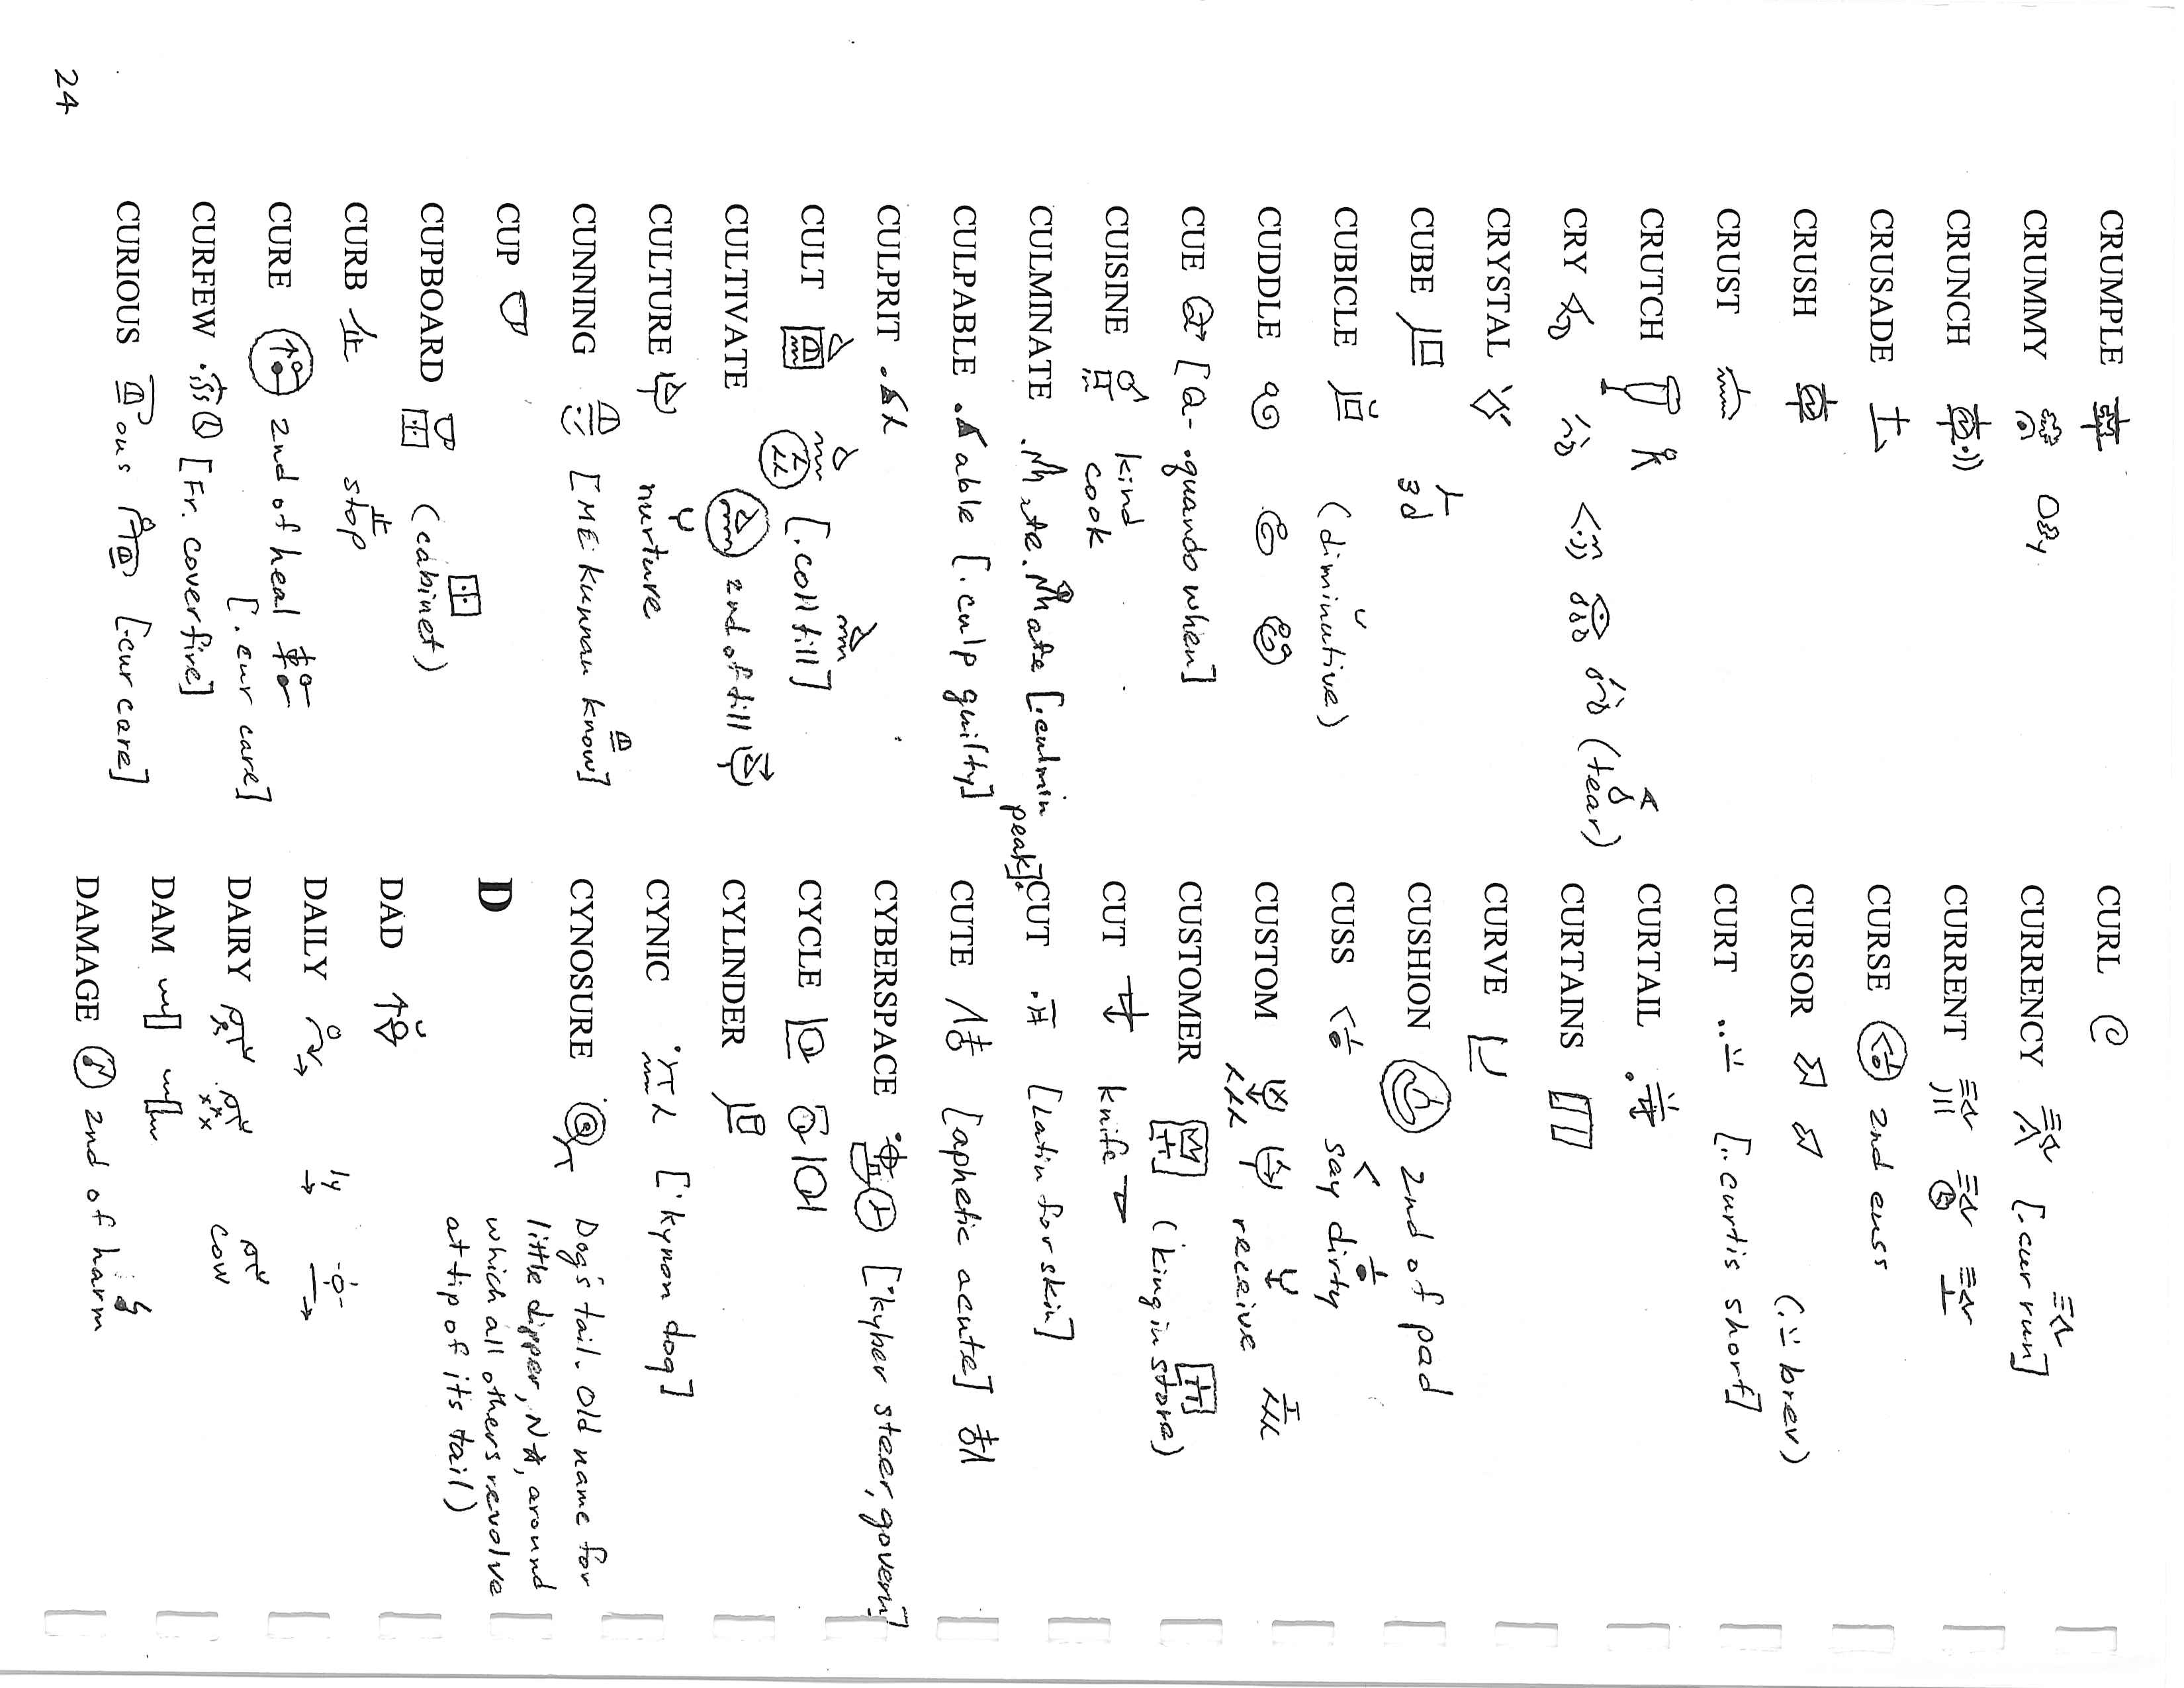 CRUMPLE
CRUMMY
CRUNCH
CRUSADE
CRUSH
CRUST
CRUTCH
CRY (tear)
CRYSTAL
CUBE 3d
CUBICLE (diminutive)
CUDDLE
CUE [Q- .quando when]
CUISINE kind
cook
CULMINATE .ate [.culmin
peak]
CULPABLE able [.culp guilty]
CULPRIT
CULT [.coll till]
CULTIVATE 2nd of till
CULTURE nurture
CUNNING [ME kunnan know]
CUP
CUPBOARD (cabinet)
CURB stop
CURE 2nd of heal
[.cur care]
CURFEW [Fr. cover fire]
CURIOUS ous [.cur care]
CURL
CURRENCY [.cur run]
CURRENT
CURSE 2nd cuss
CURSOR (brev)
CURT [..curtis short]
CURTAIL
CURTAINS
CURVE
CUSHION 2nd of pad
CUSS say dirty
CUSTOM receive
CUSTOMER (king in store)
CUT knife
CUT [Latin for skin]
CUTE [aphetic acute]
CYBERSPACE [kyber steer, govern]
CYCLE
CYLINDER
CYNIC [kynon dog]
CYNOSURE Dog's tail. Old name for
little dipper, N, around
which all others revolve
at tip of its tail)
D
DAD
DAILY ly
DAIRY cow
DAM
DAMAGE 2nd of harm
24